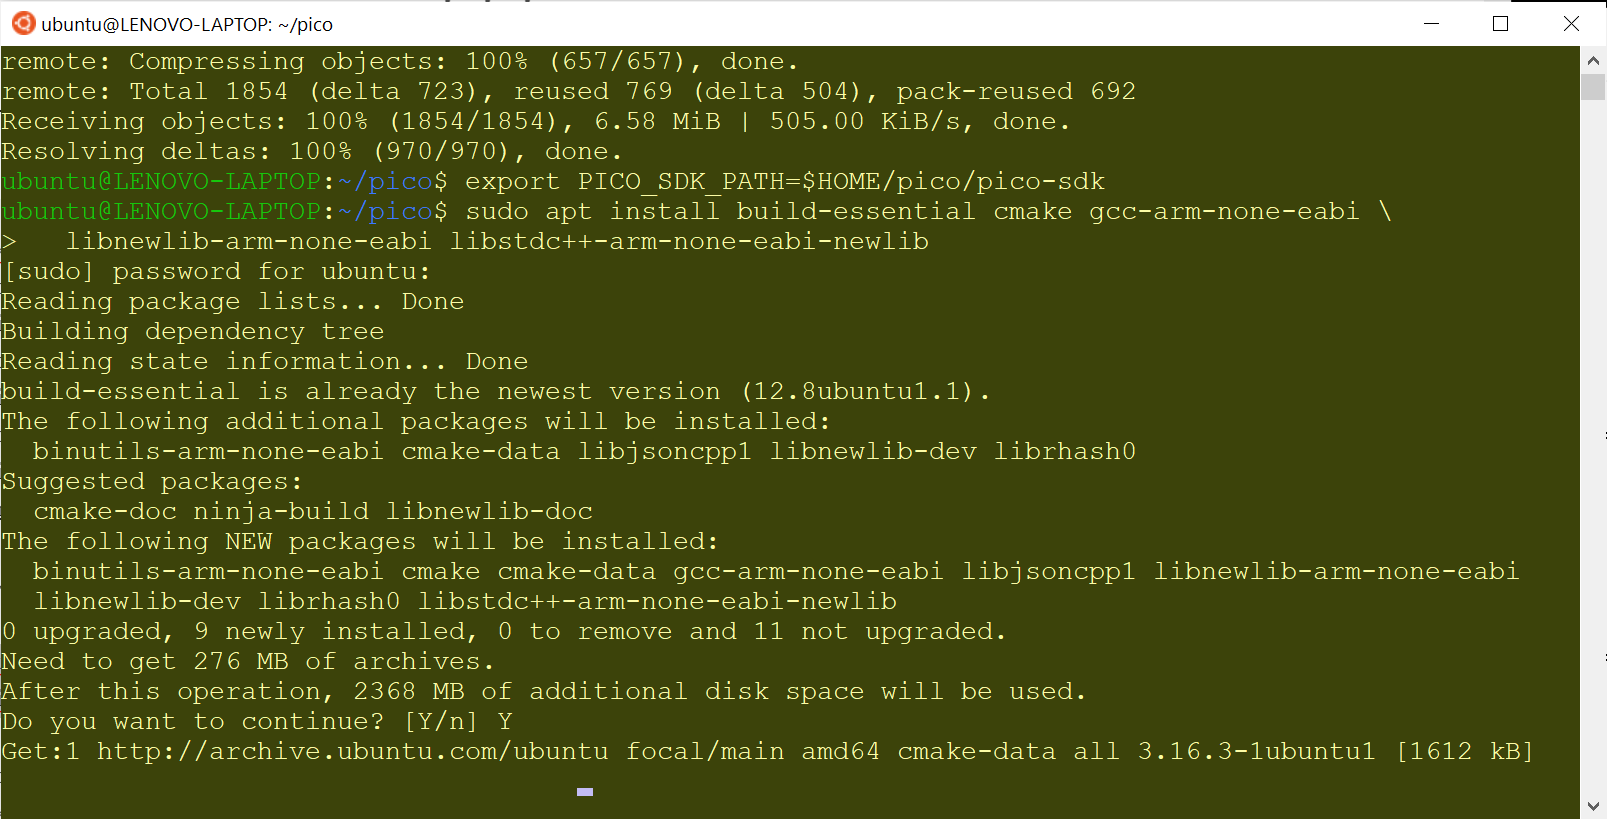 ubuntu@LENOVO-LAPTOP: ~/pico
remote: Compressing objects: 100% (657/657), done.
remote: Total 1854 (delta 723), reused 769 (delta 504), pack-reused 692
Receiving objects: 100% (1854/1854), 6.58 MiB | 505.00 KiB/s, done.
Resolving deltas: 100% (970/970), done.
ubuntu@LENOVO-LAPTOP:~/pico$ export PICO_SDK_PATH=$HOME/pico/pico-sdk
ubuntu@LENOVO-LAPTOP:~/pico$ sudo apt install build-essential cmake gcc-arm-none-eabi \
>   libnewlib-arm-none-eabi libstdc++-arm-none-eabi-newlib
[sudo] password for ubuntu:
Reading package lists... Done
Building dependency tree
Reading state information... Done
build-essential is already the newest version (12.8ubuntu1.1).
The following additional packages will be installed:
  binutils-arm-none-eabi cmake-data libjsoncpp1 libnewlib-dev librhash0
Suggested packages:
  cmake-doc ninja-build libnewlib-doc
The following NEW packages will be installed:
  binutils-arm-none-eabi cmake cmake-data gcc-arm-none-eabi libjsoncpp1 libnewlib-arm-none-eabi
  libnewlib-dev librhash0 libstdc++-arm-none-eabi-newlib
0 upgraded, 9 newly installed, 0 to remove and 11 not upgraded.
Need to get 276 MB of archives.
After this operation, 2368 MB of additional disk space will be used.
Do you want to continue? [Y/n] Y
Get:1 http://archive.ubuntu.com/ubuntu focal/main amd64 cmake-data all 3.16.3-1ubuntu1 [1612 kB]